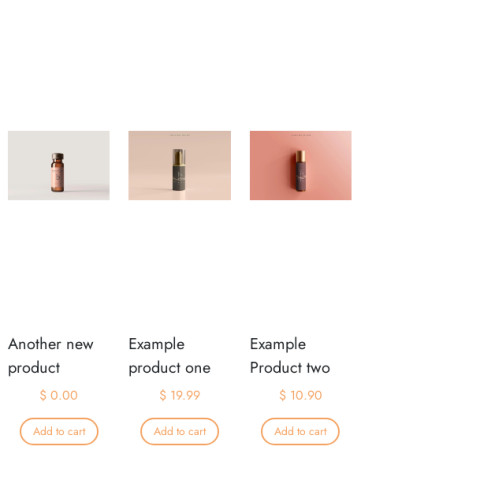 Another new
product
$ 0.00
Add to cart
Example
product one
$ 19.99
Add to cart
Example
Product two
$ 10.90
Add to cart